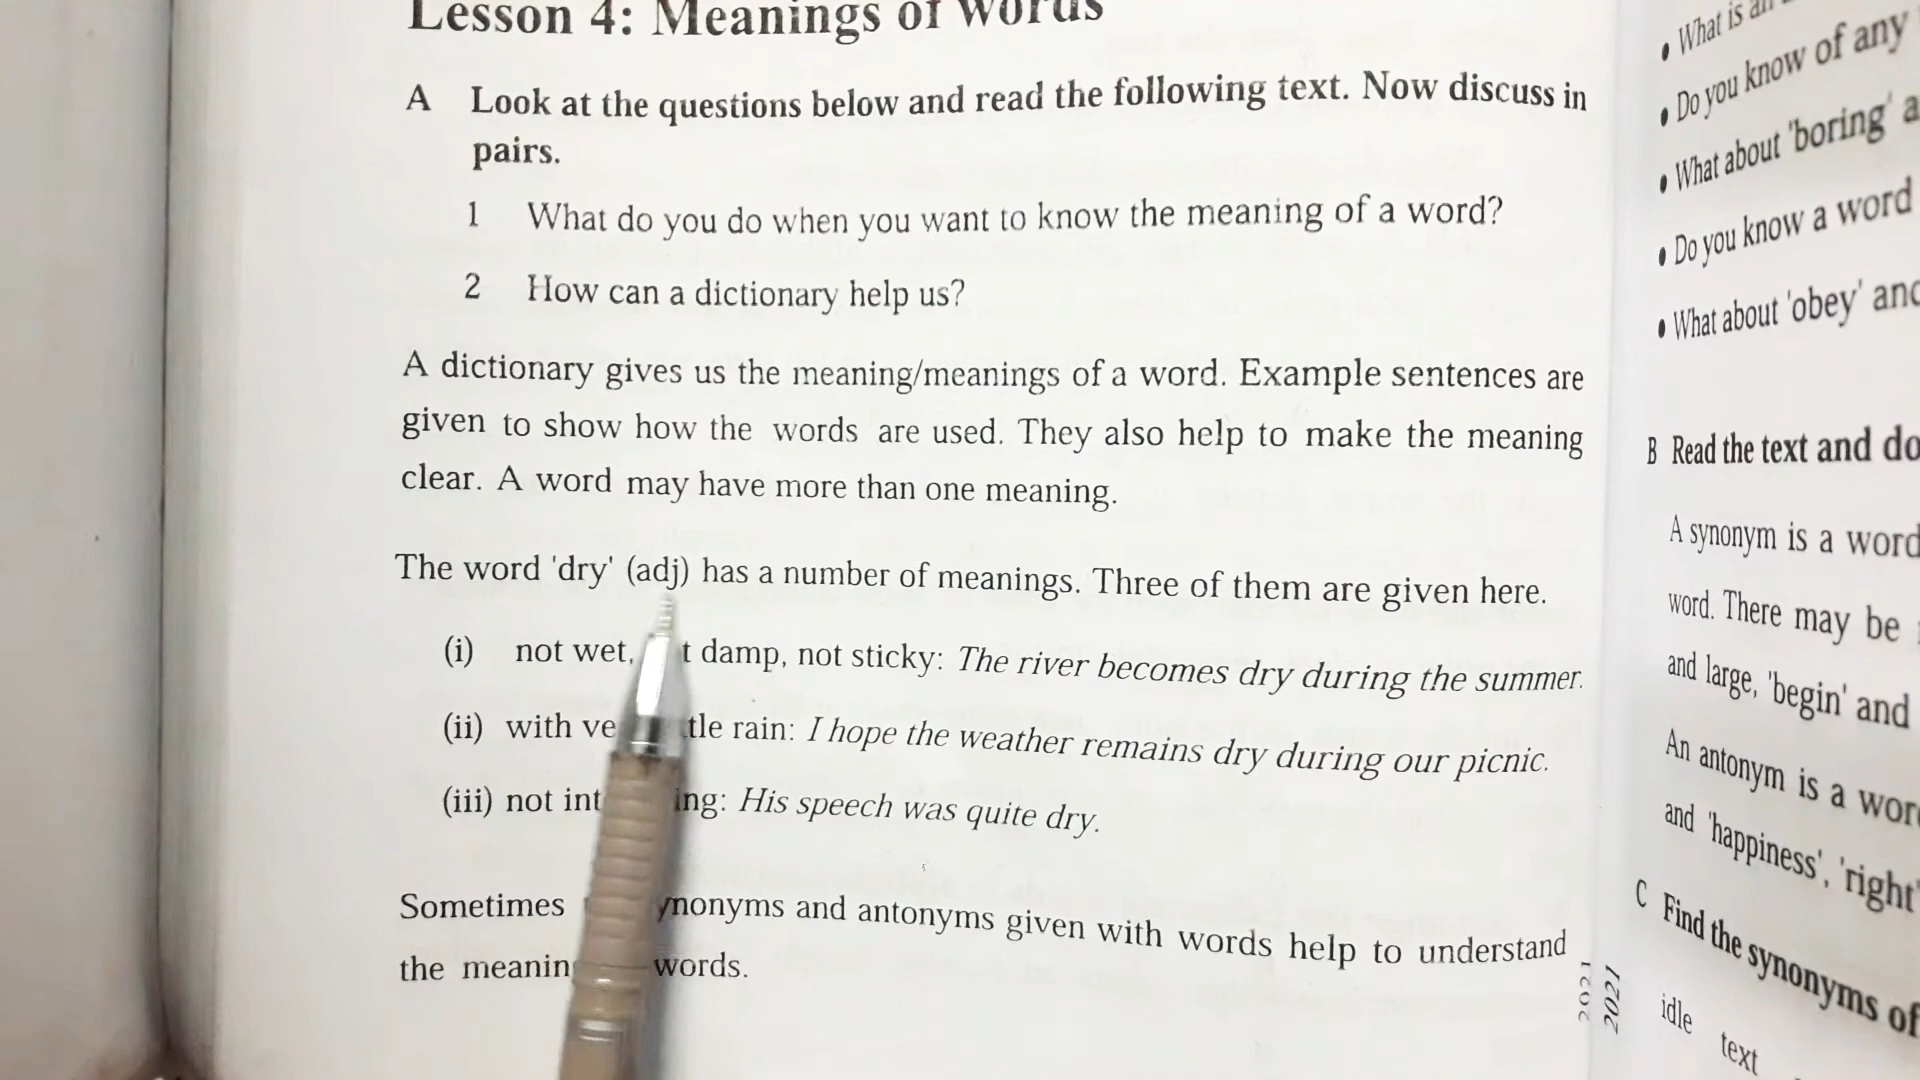 Lesson 4: Meanings of Words
A Look at the questions below and read the following text. Now discuss in
pairs.
1 What do you do when you want to know the meaning of a word?
2 How can a dictionary help us?
A dictionary gives us the meaning/meanings of a word. Example sentences are
given to show how the words are used. They also help to make the meaning
clear. A word may have more than one meaning.
The word 'dry' (adj) has a number of meanings. Three of them are given here.
(i) not wet, damp, not sticky: The river becomes dry during the summer.
(ii) with rain: I hope the weather remains dry during our picnic.
(iii) not : His speech was quite dry.
Sometimes and antonyms given with words help to understand
the words.
2021
2021
• What is
• Do you know of any
• What about 'boring'
• Do you know a word
• What about 'obey'
B Read the text and do
A synonym is a word
word. There may be
and large, 'begin' and
An antonym is a
and 'happiness', 'right'
C Find the synonyms of
idle text